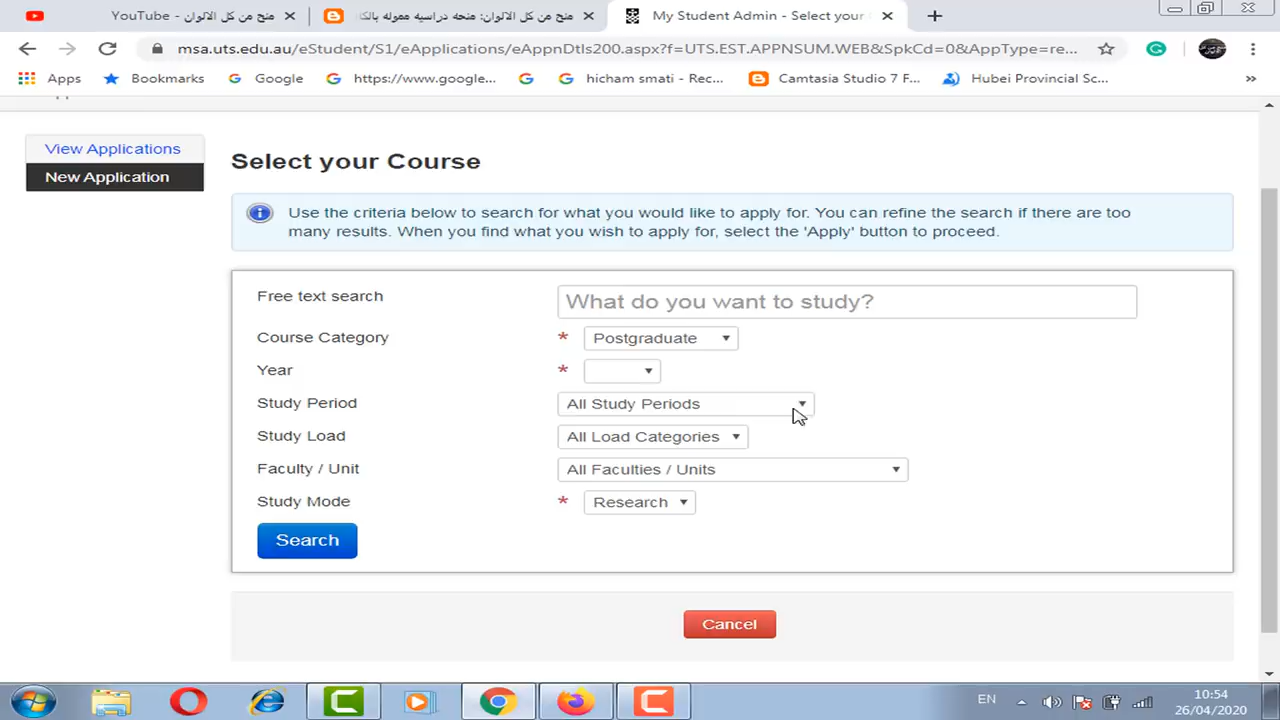 YouTube - منح من كل الالوان
منح من كل الالوان: منحه دراسيه مموله بالكا
My Student Admin - Select your
msa.uts.edu.au/eStudent/S1/eApplications/eAppnDtls200.aspx?f=UTS.EST.APPNSUM.WEB&SpkCd=0&AppType=re...
Apps Bookmarks Google https://www.google... hicham smati - Rec... Camtasia Studio 7 F... Hubei Provincial Sc... »
View Applications
New Application
Select your Course
Use the criteria below to search for what you would like to apply for. You can refine the search if there are too
many results. When you find what you wish to apply for, select the 'Apply' button to proceed.
Free text search What do you want to study?
Course Category * Postgraduate
Year *
Study Period All Study Periods
Study Load All Load Categories
Faculty / Unit All Faculties / Units
Study Mode * Research
Search
Cancel
EN
10:54
26/04/2020